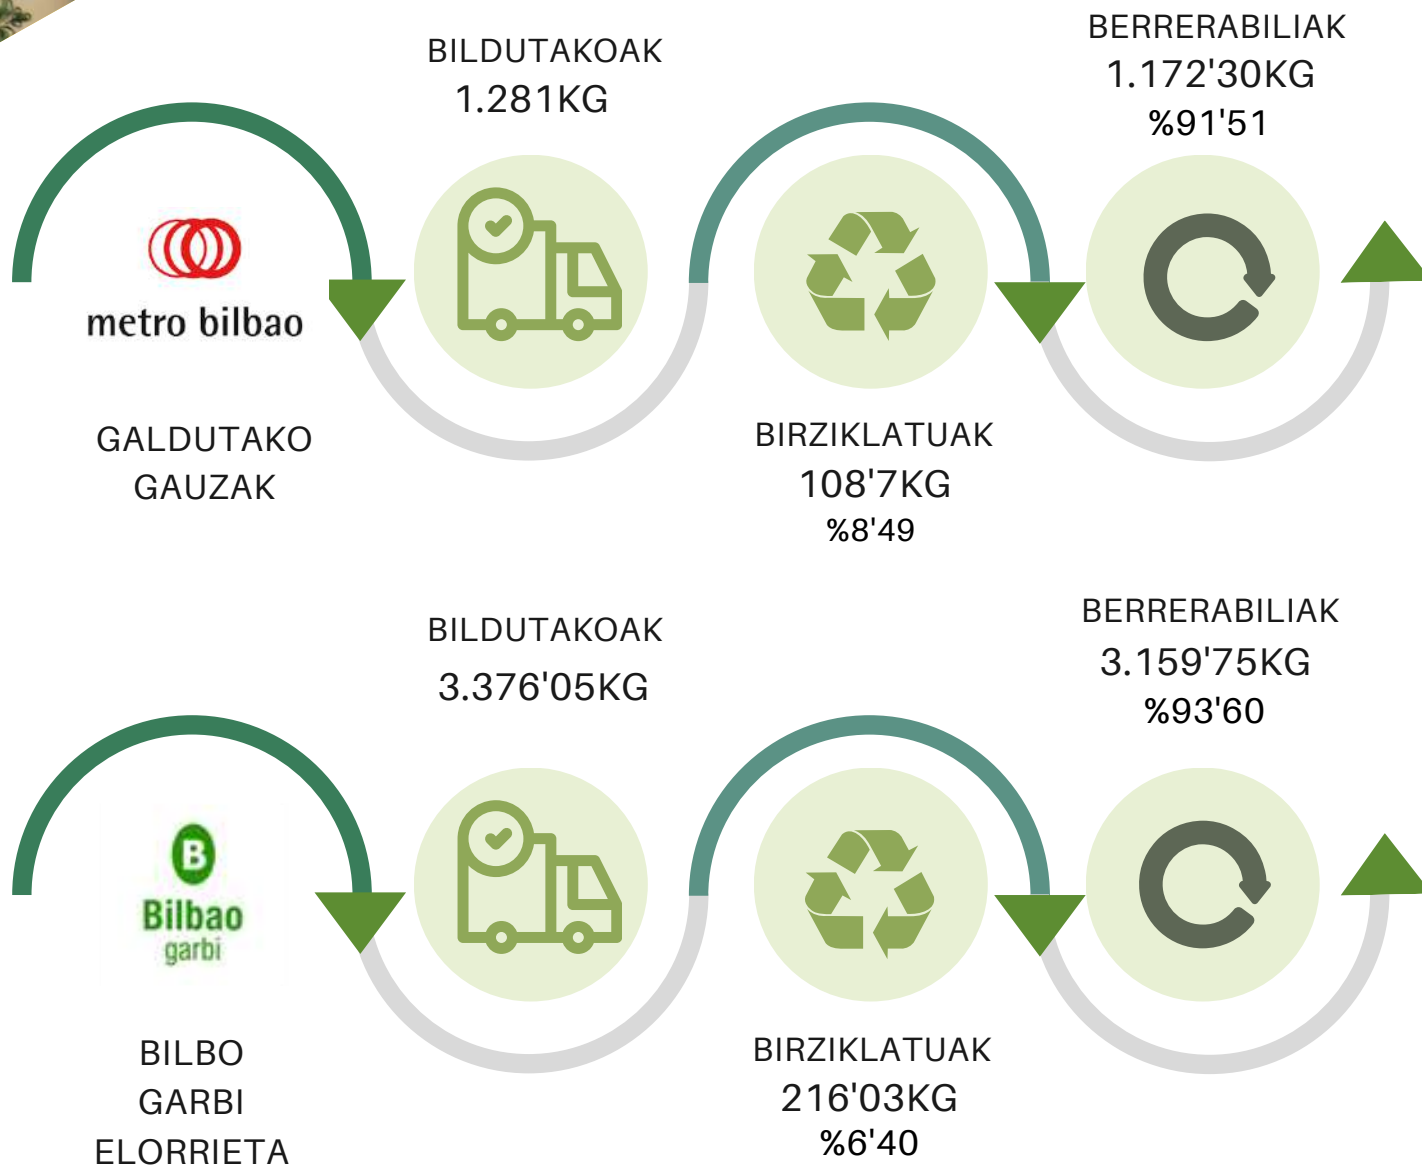 BILDUTAKOAK
1.281KG
BERRERABILIAK
1.172'30KG
%91'51
metro bilbao
GALDUTAKO
GAUZAK
BIRZIKLATUAK
108'7KG
%8'49
BILDUTAKOAK
3.376'05KG
BERRERABILIAK
3.159'75KG
%93'60
B
Bilbao
garbi
BILBO
GARBI
ELORRIETA
BIRZIKLATUAK
216'03KG
%6'40